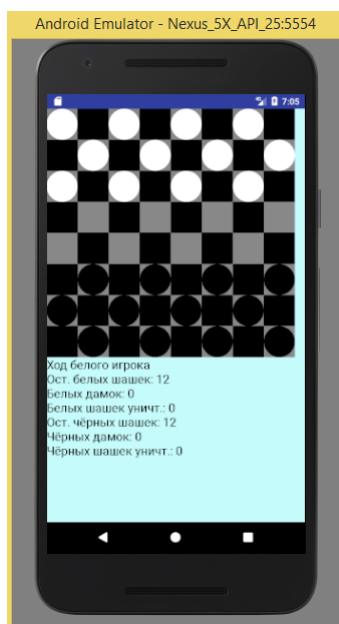 Android Emulator - Nexus_5X_API_25:5554
7:05
Ход белого игрока
Ост. белых шашек: 12
Белых дамок: 0
Белых шашек уничт.: 0
Ост. чёрных шашек: 12
Чёрных дамок: 0
Чёрных шашек уничт.: 0